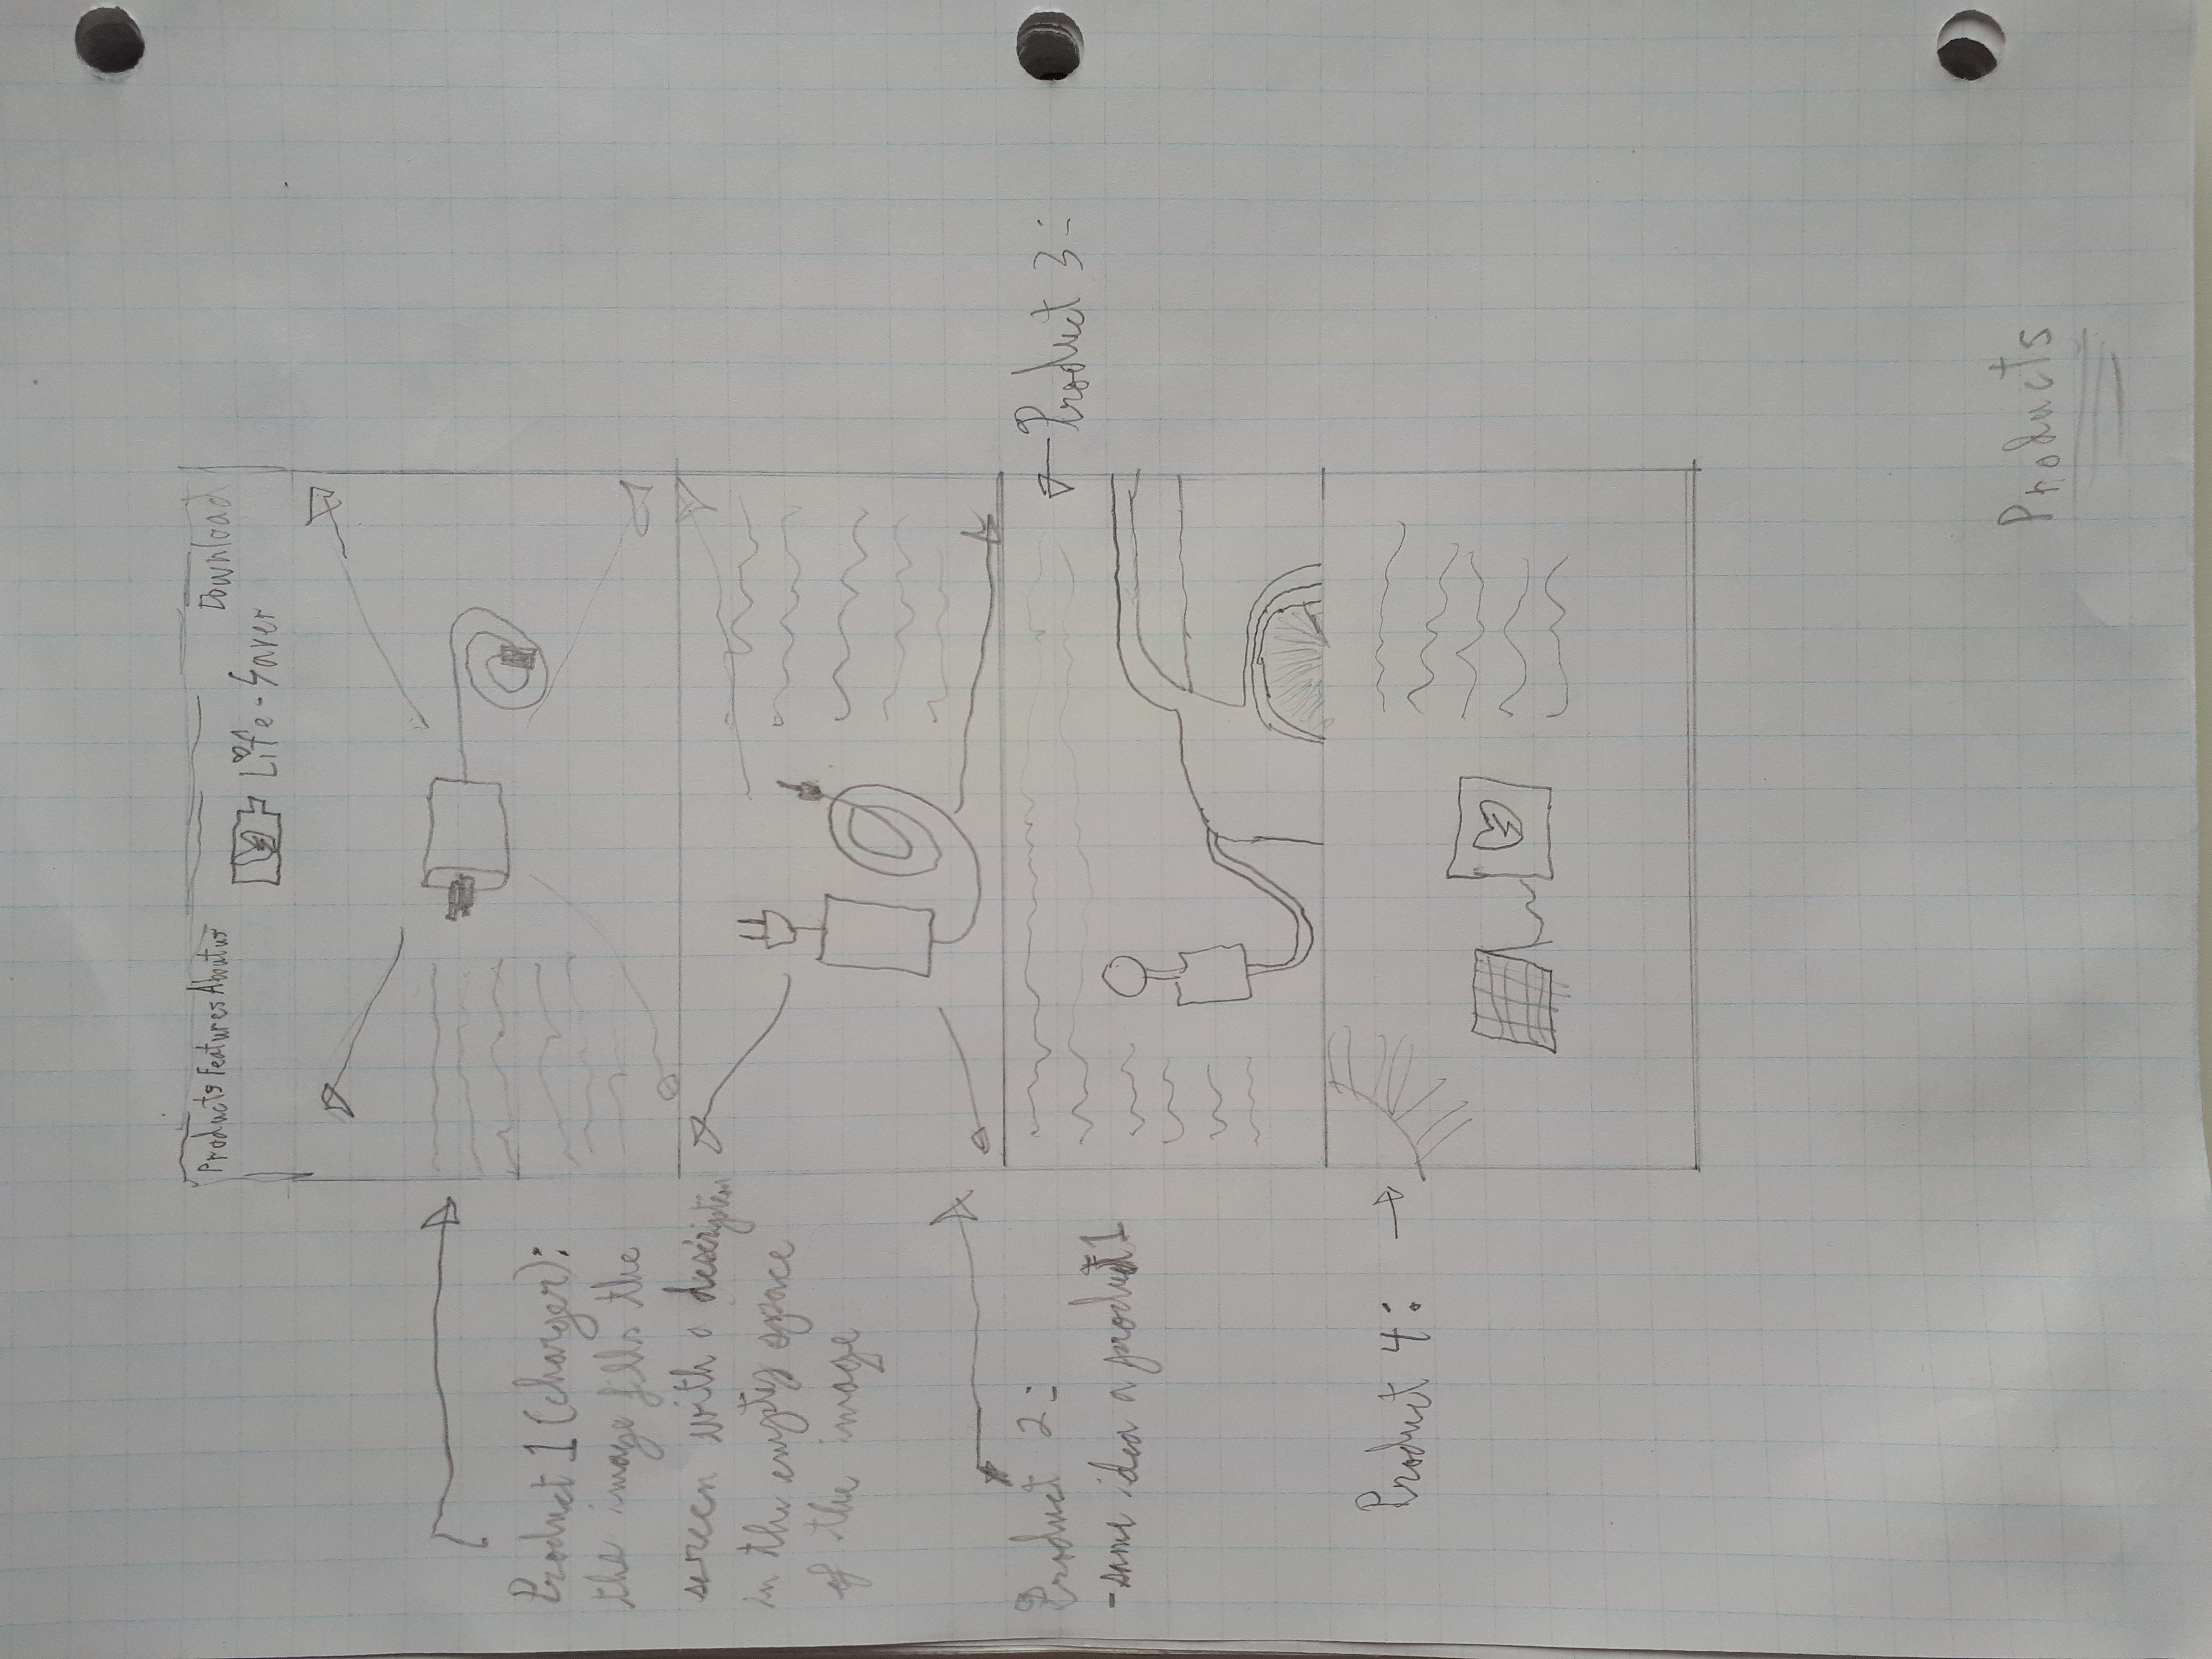 Products Features About us
Download
Life-Saver
Product 1 (charger):
the image fills the
screen with a description
in the empty space
of the image
Product 2:
-same idea a product 1
Product 3:
Product 4:
Products